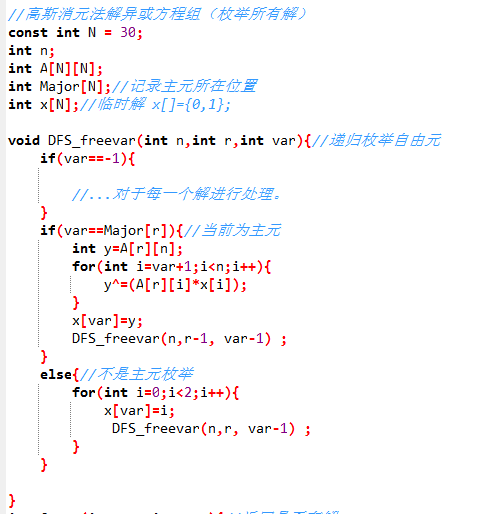 //高斯消元法解异或方程组（枚举所有解）
const int N = 30;
int n;
int A[N][N];
int Major[N];//记录主元所在位置
int x[N];//临时解 x[]={0,1};
void DFS_freevar(int n,int r,int var){//递归枚举自由元
if(var==-1){
//...对于每一个解进行处理。
}
if(var==Major[r]){//当前为主元
int y=A[r][n];
for(int i=var+1;i<n;i++){
y^=(A[r][i]*x[i]);
}
x[var]=y;
DFS_freevar(n,r-1, var-1) ;
}
else{//不是主元枚举
for(int i=0;i<2;i++){
x[var]=i;
DFS_freevar(n,r, var-1) ;
}
}
}